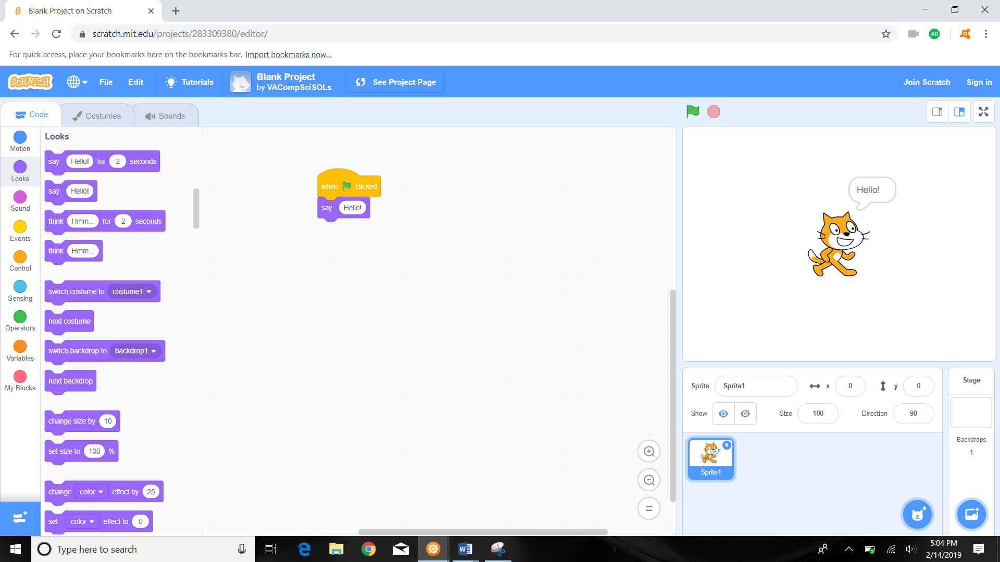 Blank Project on Scratch
scratch.mit.edu/projects/283309380/editor/
AD
a
For quick access, place your bookmarks here on the bookmarks bar. Import bookmarks now...
SCRATCH
File
Edit
Tutorials
Blank Project
by VACompSciSOLs
See Project Page
Join Scratch
Sign in
Code
Costumes
Sounds
Motion
Looks
Sound
Events
Control
Sensing
Operators
Variables
My Blocks
Looks
say Hello! for 2 seconds
say Hello!
think Hmm... for 2 seconds
think Hmm...
switch costume to costume1
next costume
switch backdrop to backdrop1
next backdrop
change size by 10
set size to 100 %
change color effect by 25
set color effect to 0
when clicked
say Hello!
Hello!
Sprite Sprite1 x 0 y 0
Show Size 100 Direction 90
Sprite1
Stage
Backdrops
1
Type here to search
5:04 PM
2/14/2019